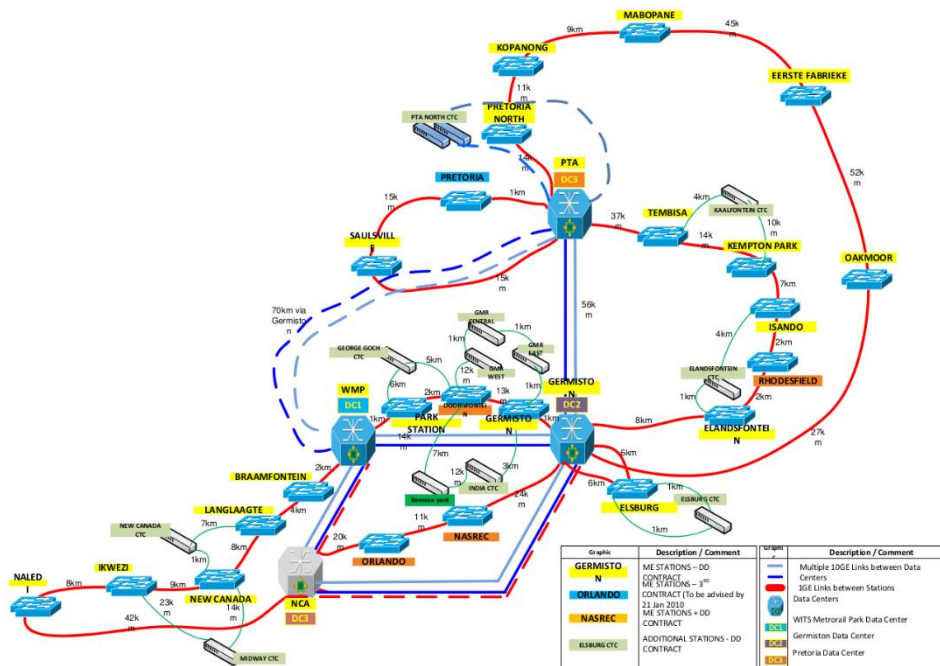 MABOPANE
9km
45k
m
KOPANONG
EERSTE FABRIEKE
11k
m
PTA NORTH CTC
PRETORIA
NORTH
14k
m
PTA
DC3
52k
m
PRETORIA
1km
15k
m
37k
m
TEMBISA
4km
KAALFONTEIN CTC
10k
m
14k
m
KEMPTON PARK
OAKMOOR
SAULSVILL
E
15k
m
7km
70km via
Germisto
n
56k
m
ISANDO
GMR
CENTRAL
1km
1km
GMR
EAST
GMR
WEST
4km
2km
GEORGE GOCH
CTC
5km
12k
m
RHODESFIELD
ELANDSFONTEIN
CTC
6km
1km
GERMISTO
N
DC2
1km
2km
WMP
DC1
2km
13k
m
DOORNFONTEI
N
1km
PARK
STATION
GERMISTO
N
1km
8km
ELANDSFONTEI
N
14k
m
27k
m
7km
12k
m
3km
INDIA CTC
6km
BRAAMFONTEIN
2km
Benrose yard
24k
m
6km
1km
ELSBURG CTC
ELSBURG
4km
LANGLAAGTE
11k
m
1km
NEW CANADA
CTC
7km
NASREC
20k
m
8km
1km
ORLANDO
NALED
I
8km
IKWEZI
9km
NEW CANADA
NCA
DC3
23k
m
14k
m
42k
m
MIDWAY CTC
Graphic
Description / Comment
GERMISTO
N
ME STATIONS – DD
CONTRACT
ORLANDO
ME STATIONS – 3RD
CONTRACT (To be advised by
21 Jan 2010
NASREC
ME STATIONS + DD
CONTRACT
ELSBURG CTC
ADDITIONAL STATIONS - DD
CONTRACT
Graphi
c
Description / Comment
Multiple 10GE Links between Data
Centers
1GE Links between Stations
Data Centers
DC1
WITS Metrorail Park Data Center
DC2
Germiston Data Center
DC3
Pretoria Data Center